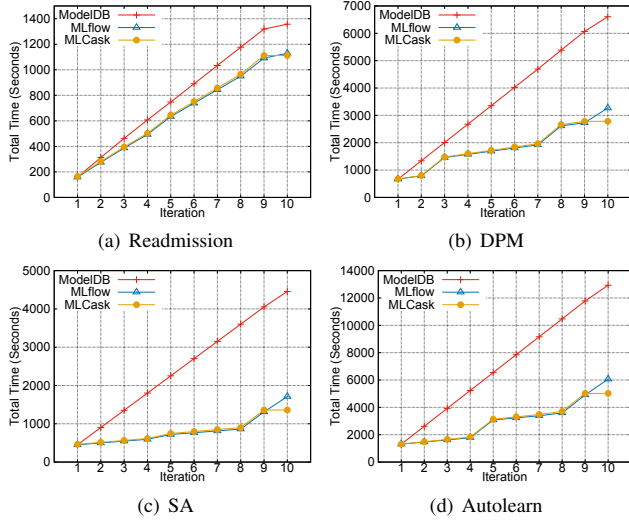 1400
1200
1000
800
600
400
200
0
Total Time (Seconds)
ModelDB
MLflow
MLCask
1 2 3 4 5 6 7 8 9 10
Iteration
(a) Readmission
7000
6000
5000
4000
3000
2000
1000
0
Total Time (Seconds)
ModelDB
MLflow
MLCask
1 2 3 4 5 6 7 8 9 10
Iteration
(b) DPM
5000
4000
3000
2000
1000
0
Total Time (Seconds)
ModelDB
MLflow
MLCask
1 2 3 4 5 6 7 8 9 10
Iteration
(c) SA
14000
12000
10000
8000
6000
4000
2000
0
Total Time (Seconds)
ModelDB
MLflow
MLCask
1 2 3 4 5 6 7 8 9 10
Iteration
(d) Autolearn